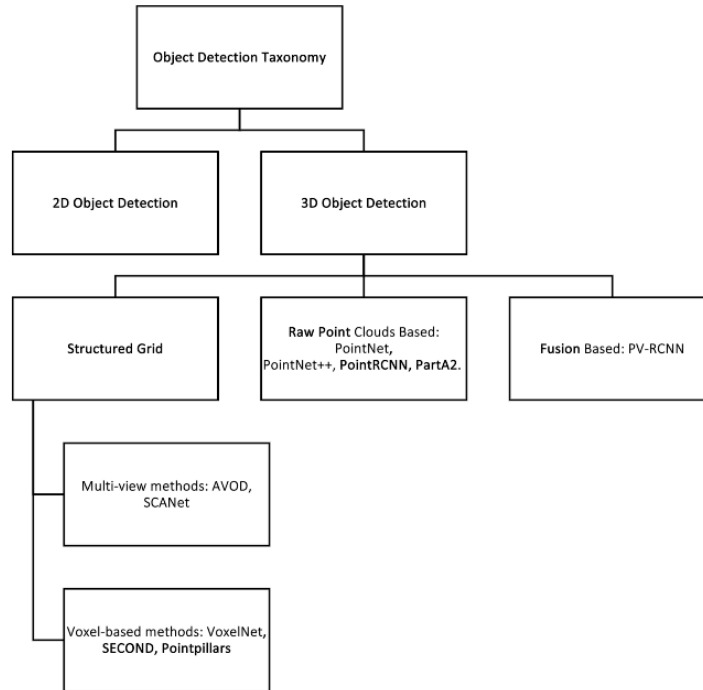 Object Detection Taxonomy
2D Object Detection
3D Object Detection
Structured Grid
Raw Point Clouds Based:
PointNet,
PointNet++, PointRCNN, PartA2.
Fusion Based: PV-RCNN
Multi-view methods: AVOD,
SCANet
Voxel-based methods: VoxelNet,
SECOND, Pointpillars